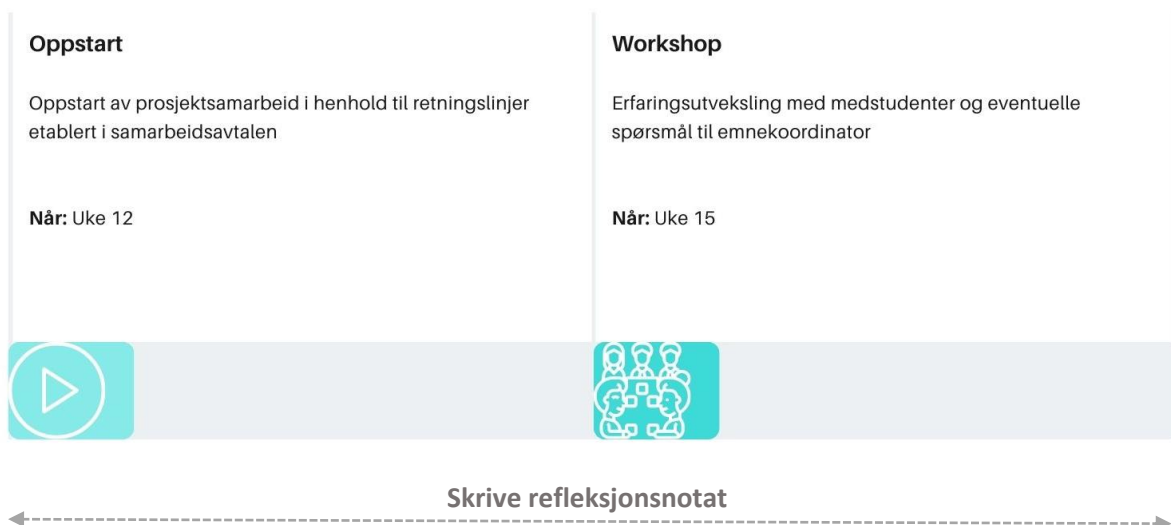 Oppstart
Oppstart av prosjektsamarbeid i henhold til retningslinjer
etablert i samarbeidsavtalen
Når: Uke 12
Workshop
Erfaringsutveksling med medstudenter og eventuelle
spørsmål til emnekoordinator
Når: Uke 15
Skrive refleksjonsnotat